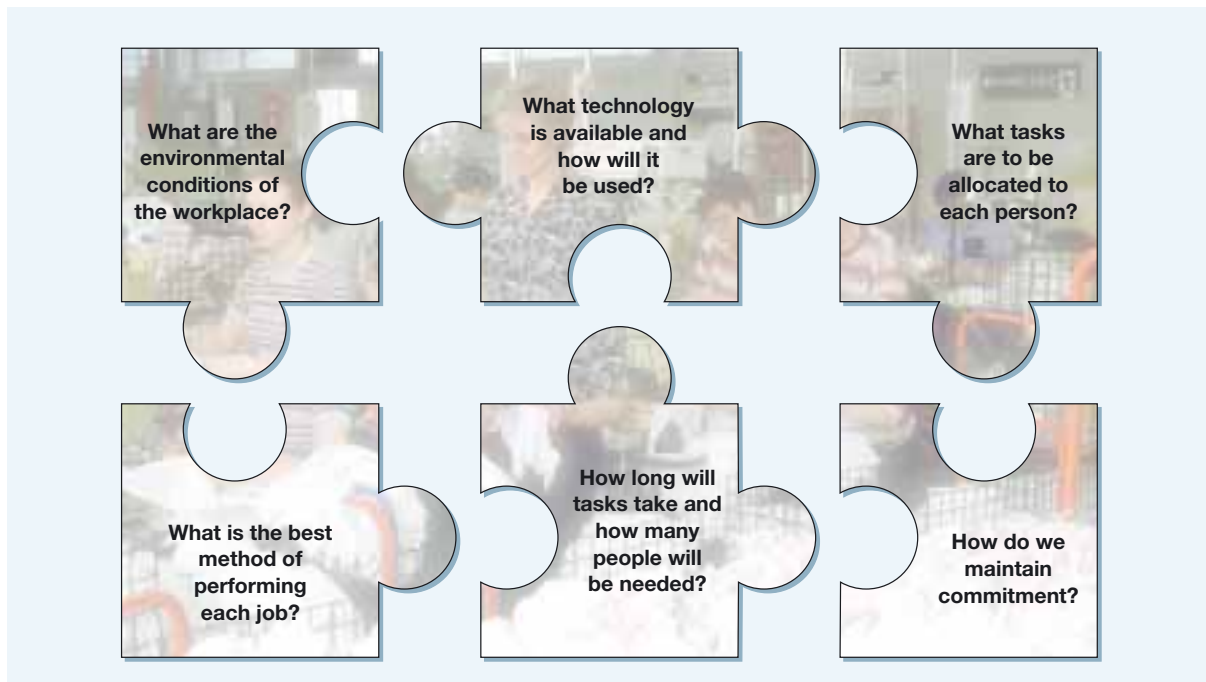 What are the
environmental
conditions of
the workplace?
What technology
is available and
how will it
be used?
What tasks
are to be
allocated to
each person?
What is the best
method of
performing
each job?
How long will
tasks take and
how many
people will
be needed?
How do we
maintain
commitment?